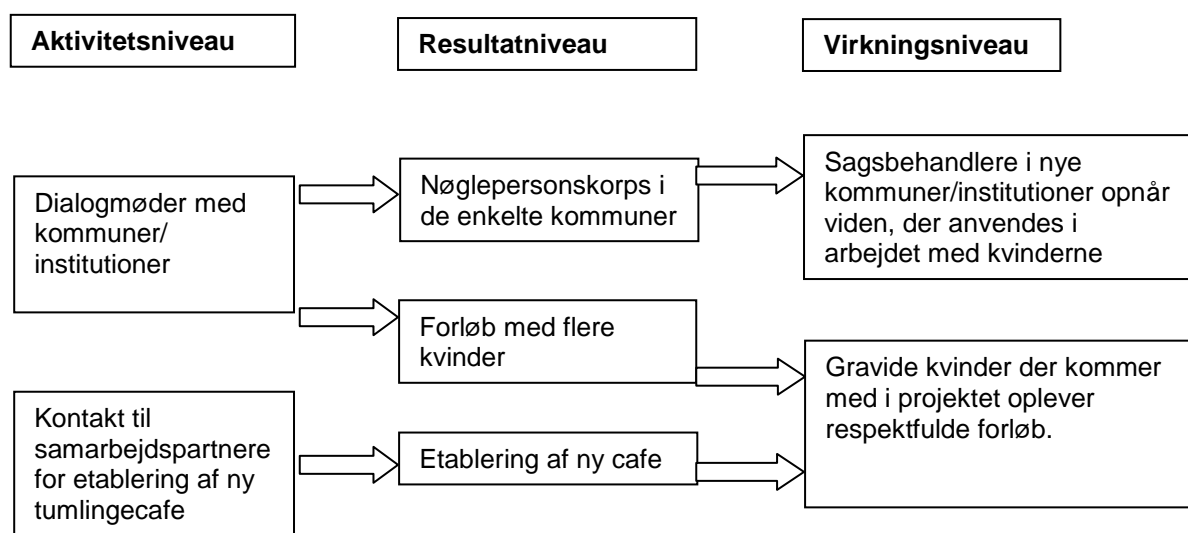 Aktivitetsniveau
Resultatniveau
Virkningsniveau
Dialogmøder med
kommuner/
institutioner
Nøglepersonskorps i
de enkelte kommuner
Sagsbehandlere i nye
kommuner/institutioner opnår
viden, der anvendes i
arbejdet med kvinderne
Forløb med flere
kvinder
Gravide kvinder der kommer
med i projektet oplever
respektfulde forløb.
Kontakt til
samarbejdspartnere
for etablering af ny
tumlingecafe
Etablering af ny cafe